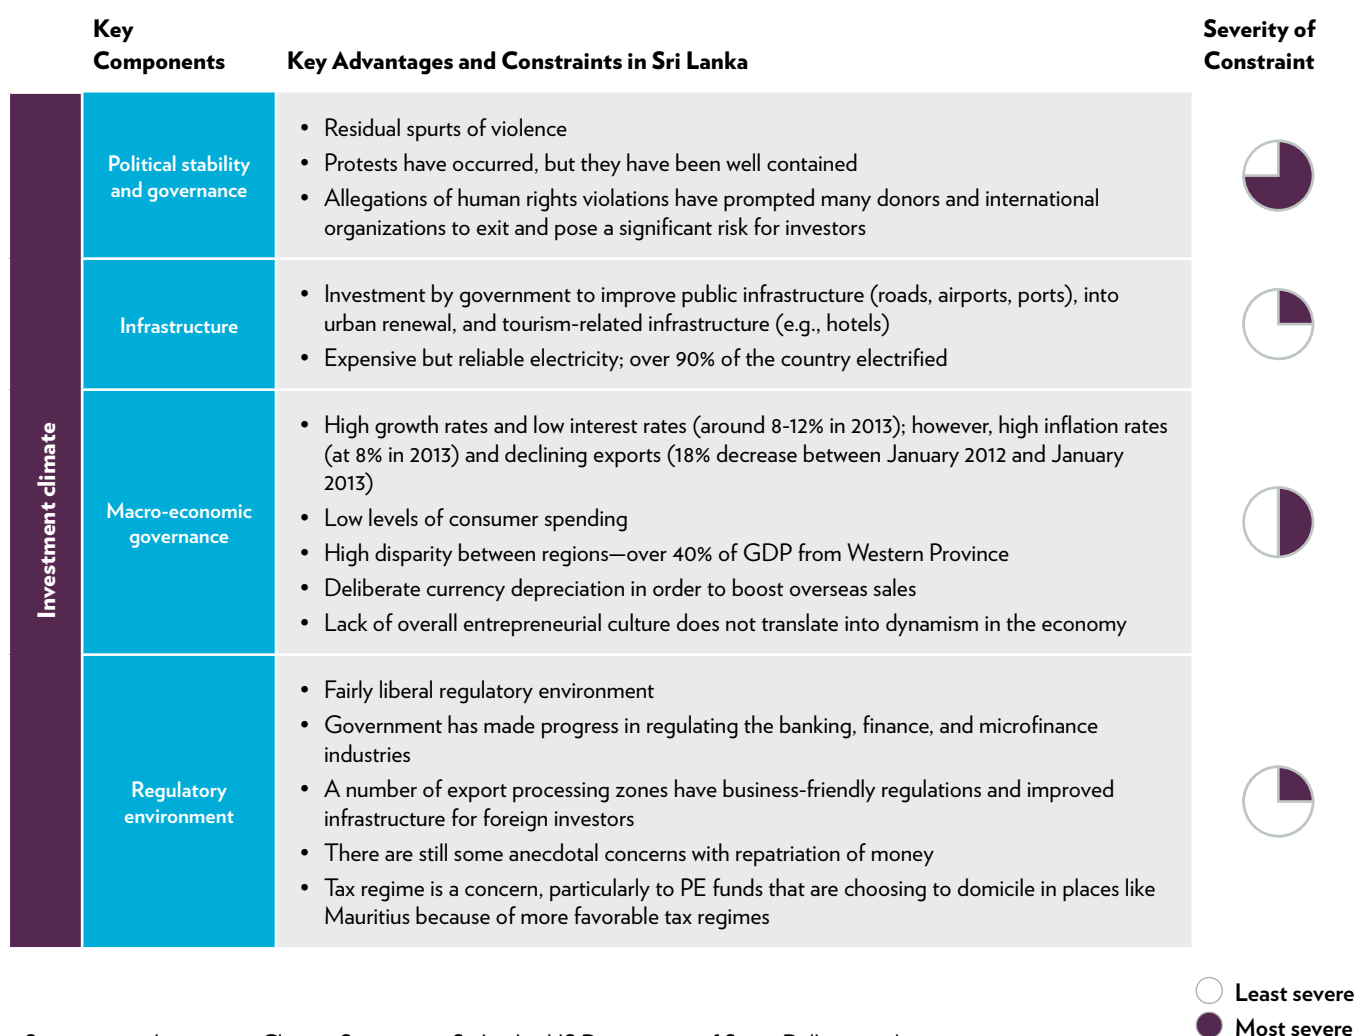 Key
Components
Key Advantages and Constraints in Sri Lanka
Severity of
Constraint
Investment climate
Political stability
and governance
• Residual spurts of violence
• Protests have occurred, but they have been well contained
• Allegations of human rights violations have prompted many donors and international
organizations to exit and pose a significant risk for investors
Infrastructure
• Investment by government to improve public infrastructure (roads, airports, ports), into
urban renewal, and tourism-related infrastructure (e.g., hotels)
• Expensive but reliable electricity; over 90% of the country electrified
Macro-economic
governance
• High growth rates and low interest rates (around 8-12% in 2013); however, high inflation rates
(at 8% in 2013) and declining exports (18% decrease between January 2012 and January
2013)
• Low levels of consumer spending
• High disparity between regions—over 40% of GDP from Western Province
• Deliberate currency depreciation in order to boost overseas sales
• Lack of overall entrepreneurial culture does not translate into dynamism in the economy
Regulatory
environment
• Fairly liberal regulatory environment
• Government has made progress in regulating the banking, finance, and microfinance
industries
• A number of export processing zones have business-friendly regulations and improved
infrastructure for foreign investors
• There are still some anecdotal concerns with repatriation of money
• Tax regime is a concern, particularly to PE funds that are choosing to domicile in places like
Mauritius because of more favorable tax regimes
Least severe
Most severe